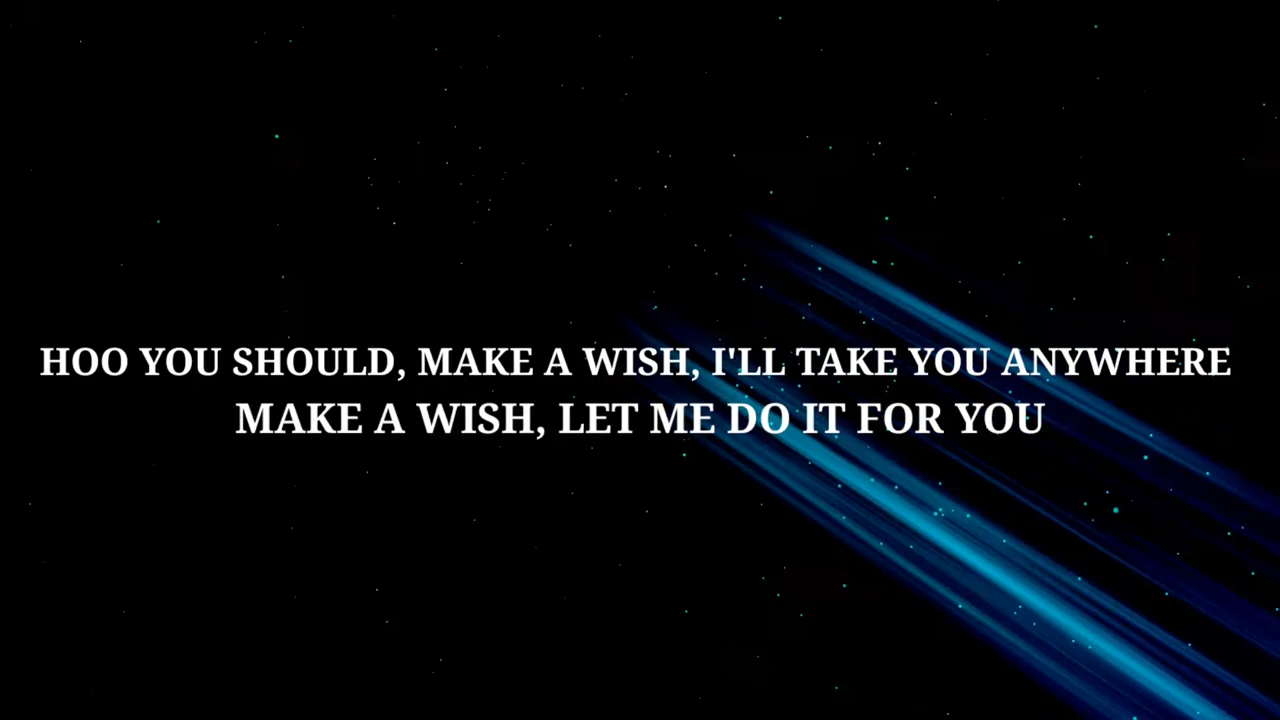 HOO YOU SHOULD, MAKE A WISH, I'LL TAKE YOU ANYWHERE
MAKE A WISH, LET ME DO IT FOR YOU